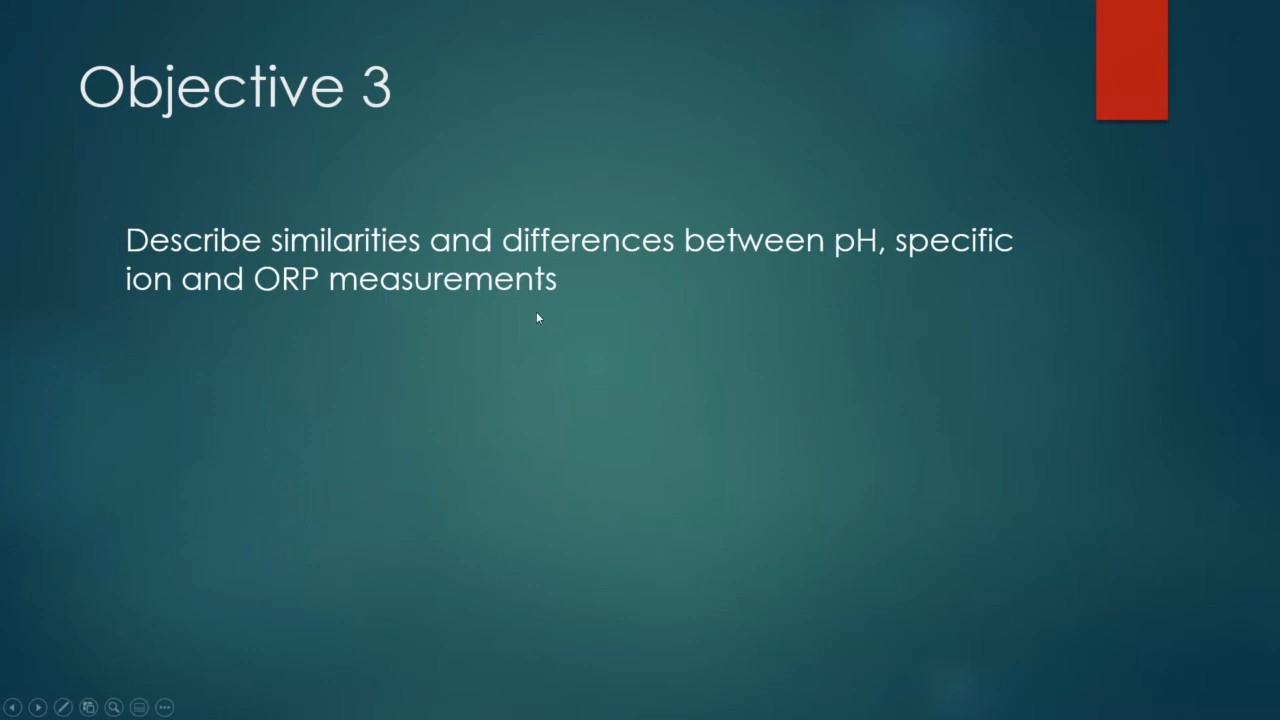 Objective 3
Describe similarities and differences between pH, specific
ion and ORP measurements